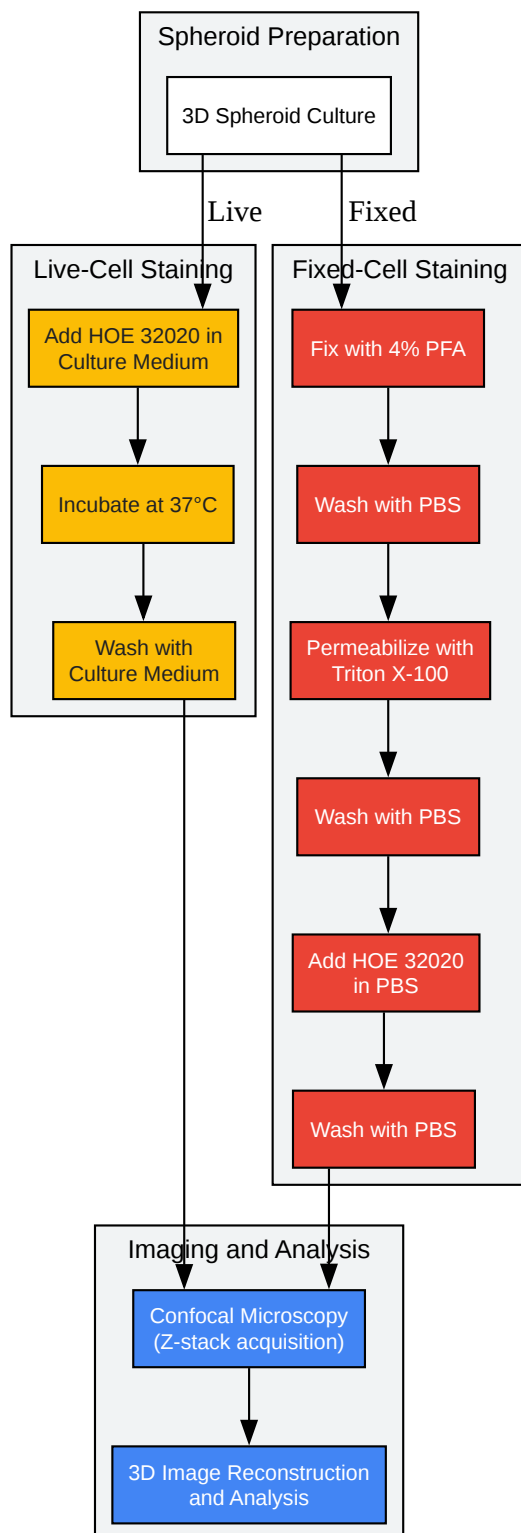 Spheroid Preparation
3D Spheroid Culture
Live
Fixed
Live-Cell Staining
Add HOE 32020 in
Culture Medium
Incubate at 37°C
Wash with
Culture Medium
Fixed-Cell Staining
Fix with 4% PFA
Wash with PBS
Permeabilize with
Triton X-100
Wash with PBS
Add HOE 32020
in PBS
Wash with PBS
Imaging and Analysis
Confocal Microscopy
(Z-stack acquisition)
3D Image Reconstruction
and Analysis